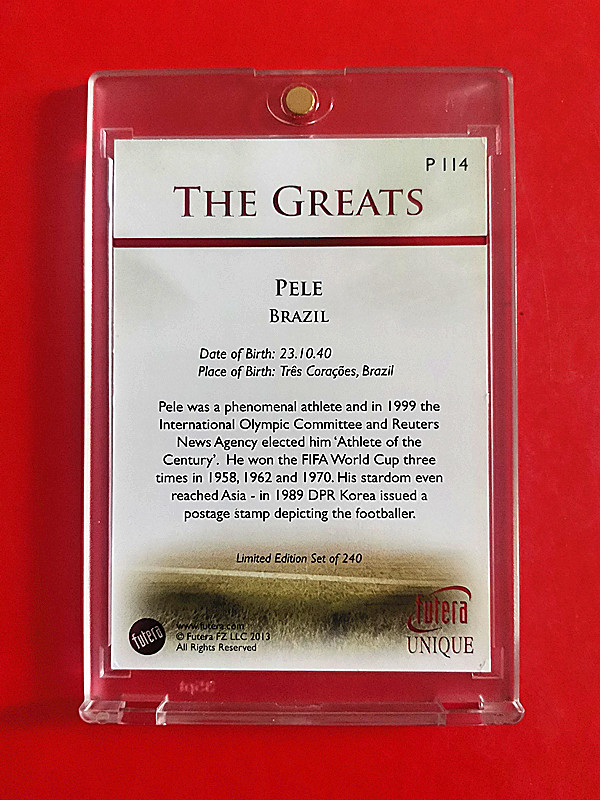 P 114
THE GREATS
PELE
BRAZIL
Date of Birth: 23.10.40
Place of Birth: Três Corações, Brazil
Pele was a phenomenal athlete and in 1999 the
International Olympic Committee and Reuters
News Agency elected him 'Athlete of the
Century'. He won the FIFA World Cup three
times in 1958, 1962 and 1970. His stardom even
reached Asia - in 1989 DPR Korea issued a
postage stamp depicting the footballer.
Limited Edition Set of 240
futera
www.futera.com
© Futera FZ LLC 2013
All Rights Reserved
futera
UNIQUE
35pt